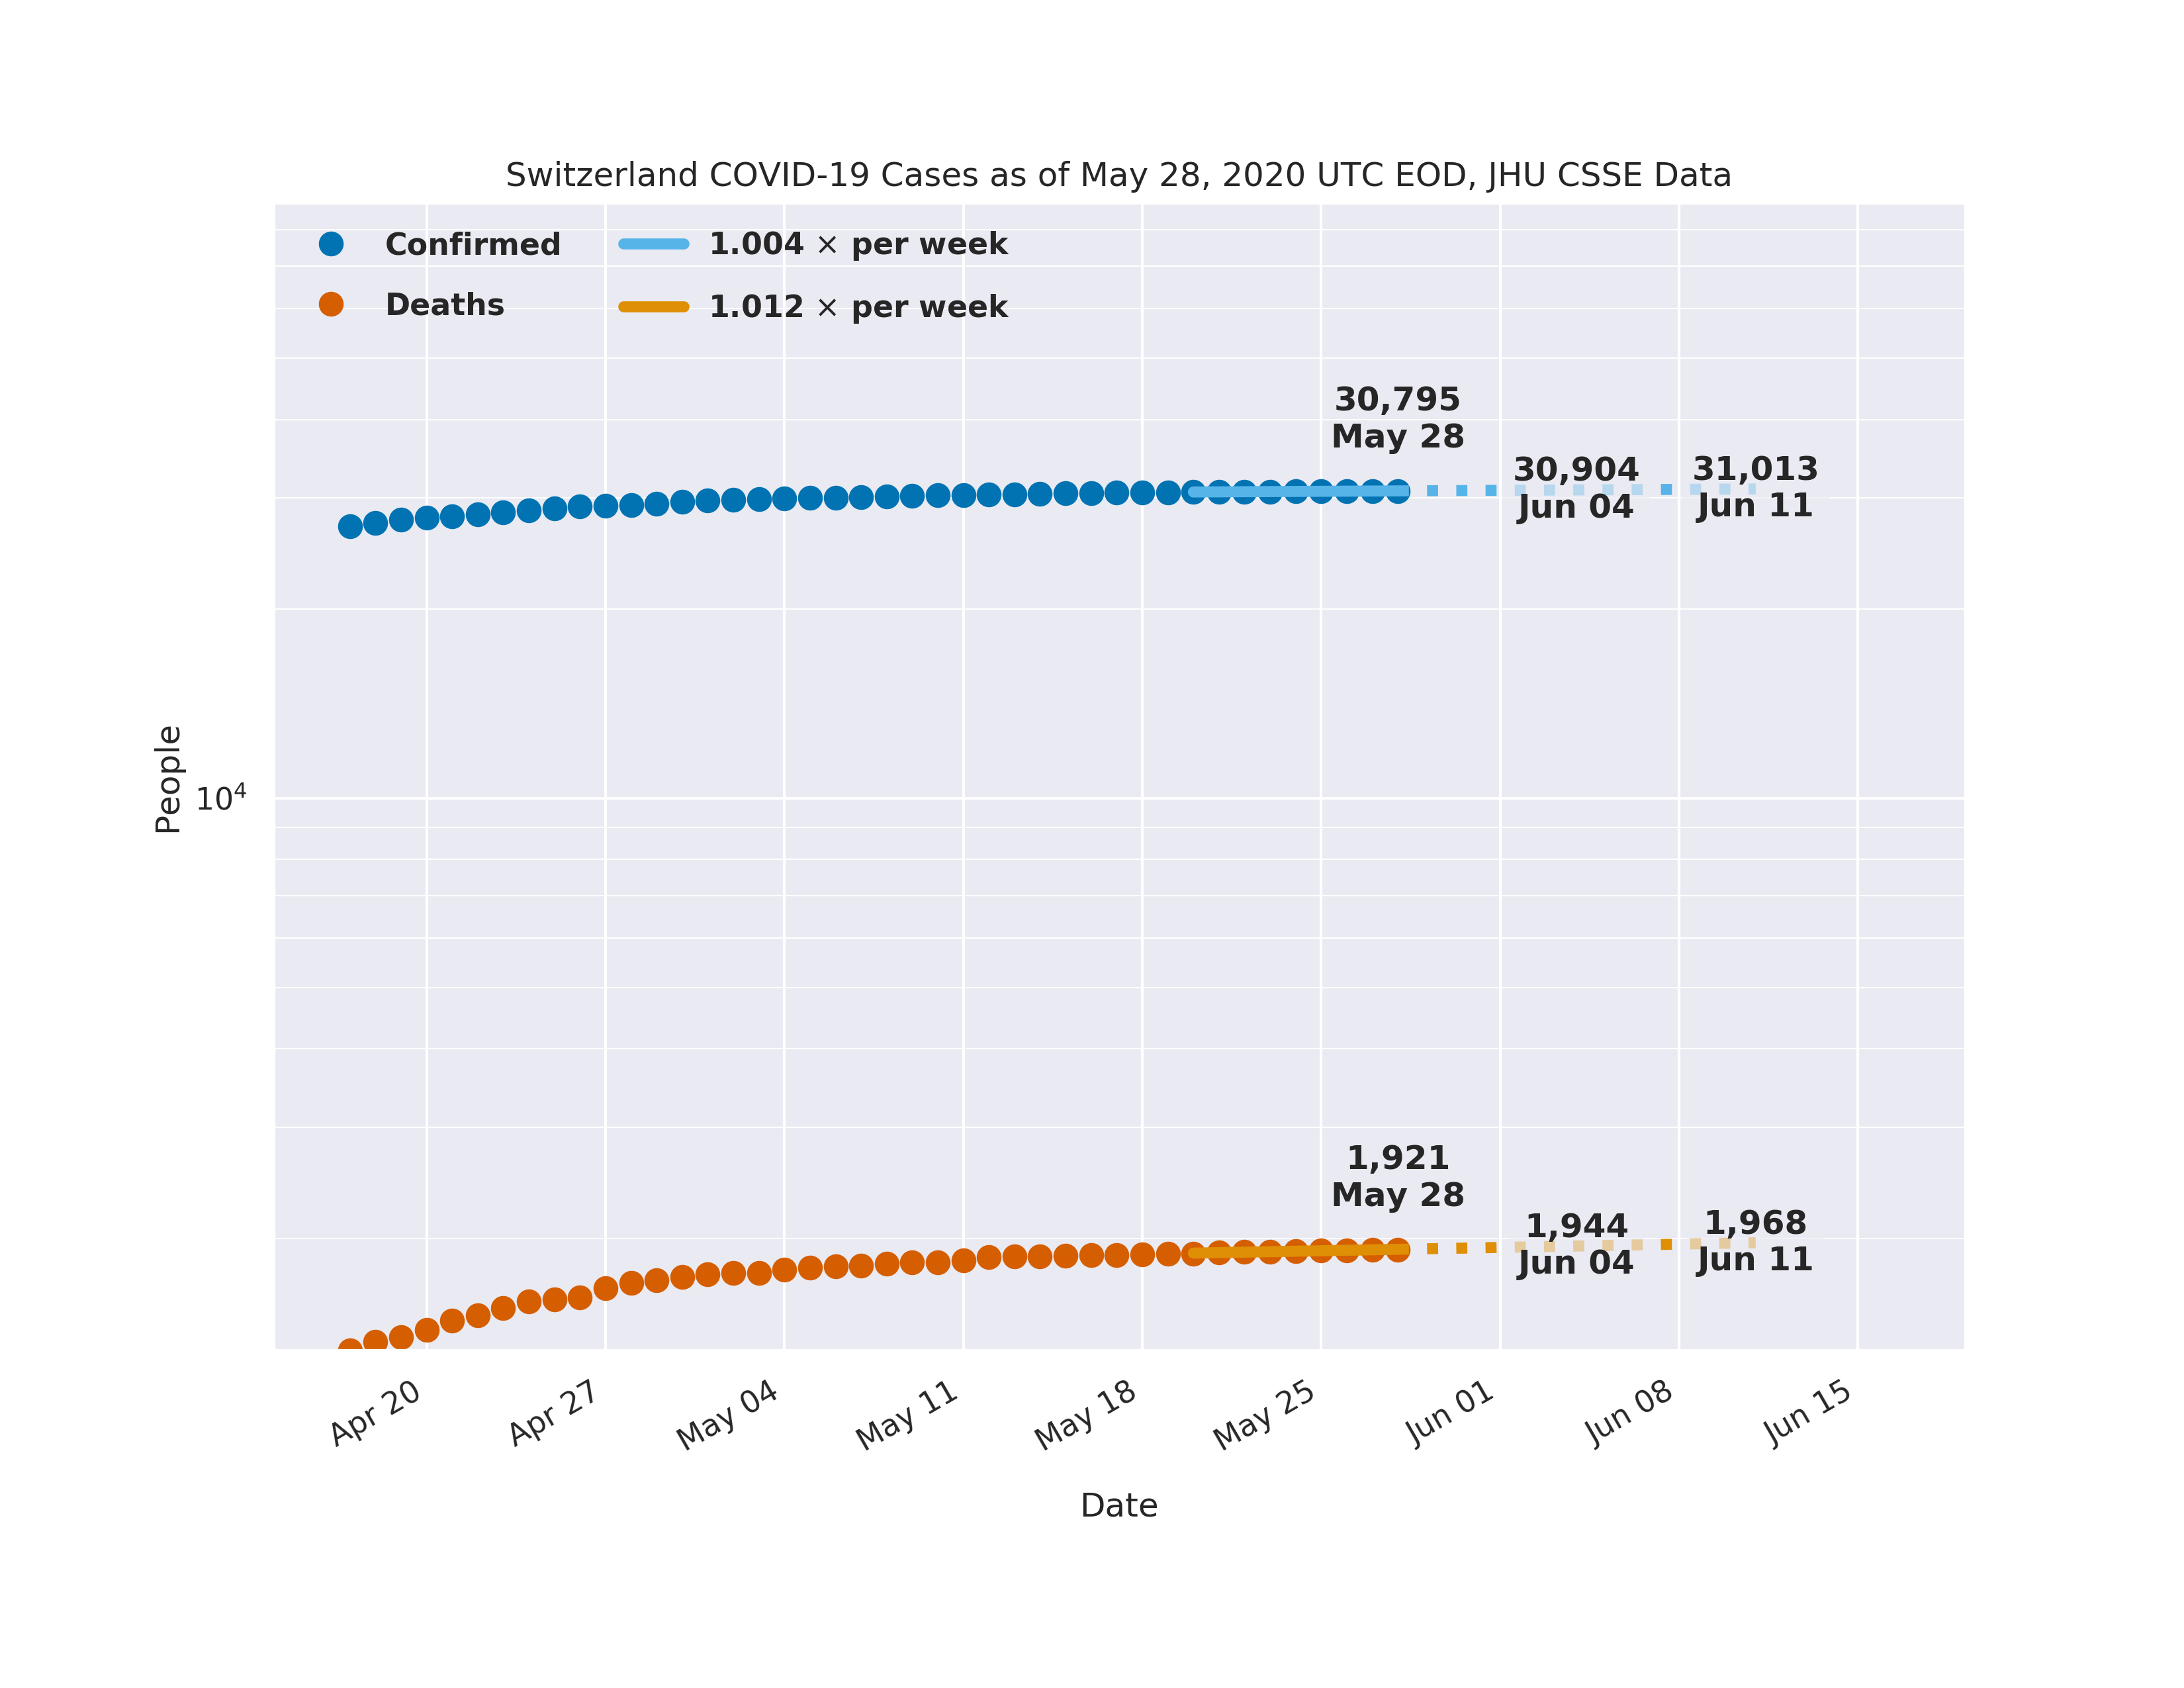 Switzerland COVID-19 Cases as of May 28, 2020 UTC EOD, JHU CSSE Data
Confirmed
Deaths
1.004 × per week
1.012 × per week
30,795
May 28
30,904
Jun 04
31,013
Jun 11
People
10⁴
1,921
May 28
1,944
Jun 04
1,968
Jun 11
Apr 20
Apr 27
May 04
May 11
May 18
May 25
Jun 01
Jun 08
Jun 15
Date